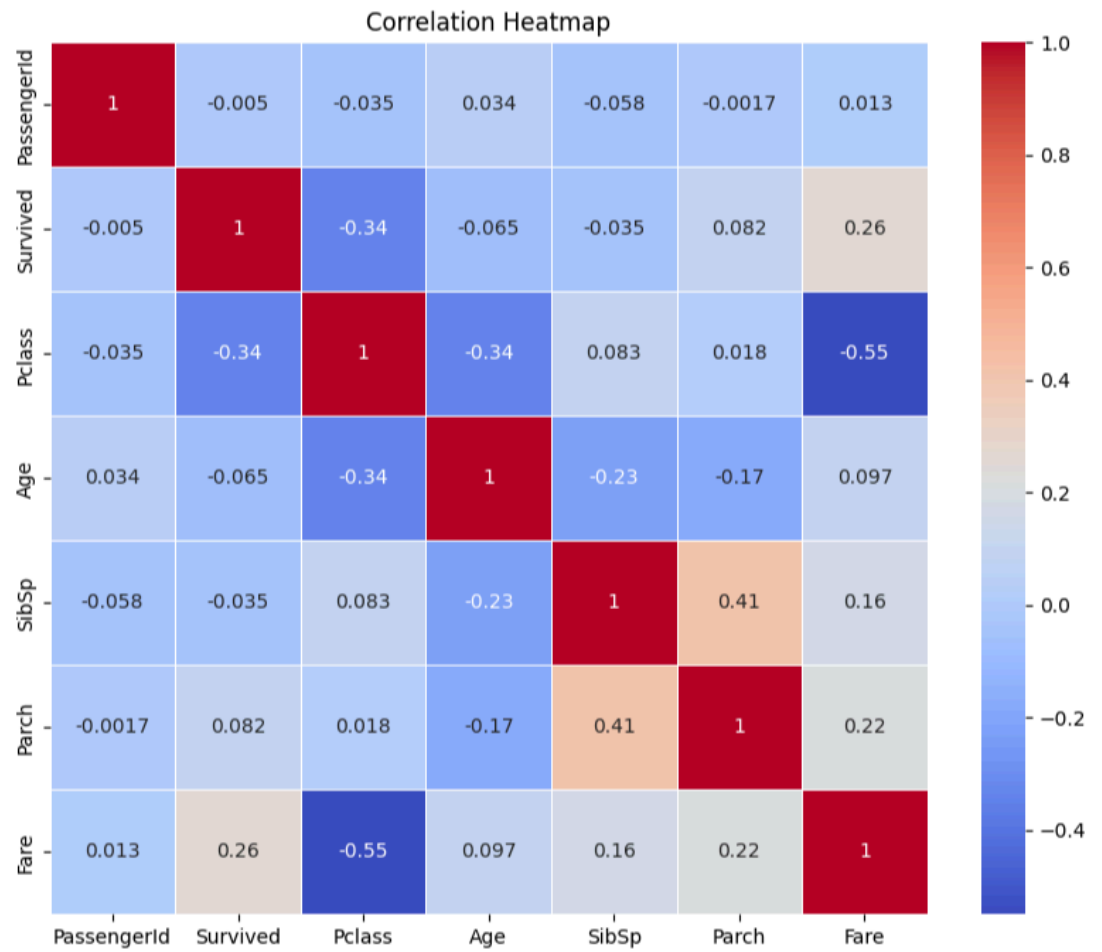 Correlation Heatmap
PassengerId 1 -0.005 -0.035 0.034 -0.058 -0.0017 0.013
Survived -0.005 1 -0.34 -0.065 -0.035 0.082 0.26
Pclass -0.035 -0.34 1 -0.34 0.083 0.018 -0.55
Age 0.034 -0.065 -0.34 1 -0.23 -0.17 0.097
SibSp -0.058 -0.035 0.083 -0.23 1 0.41 0.16
Parch -0.0017 0.082 0.018 -0.17 0.41 1 0.22
Fare 0.013 0.26 -0.55 0.097 0.16 0.22 1
PassengerId Survived Pclass Age SibSp Parch Fare
1.0
0.8
0.6
0.4
0.2
0.0
−0.2
−0.4